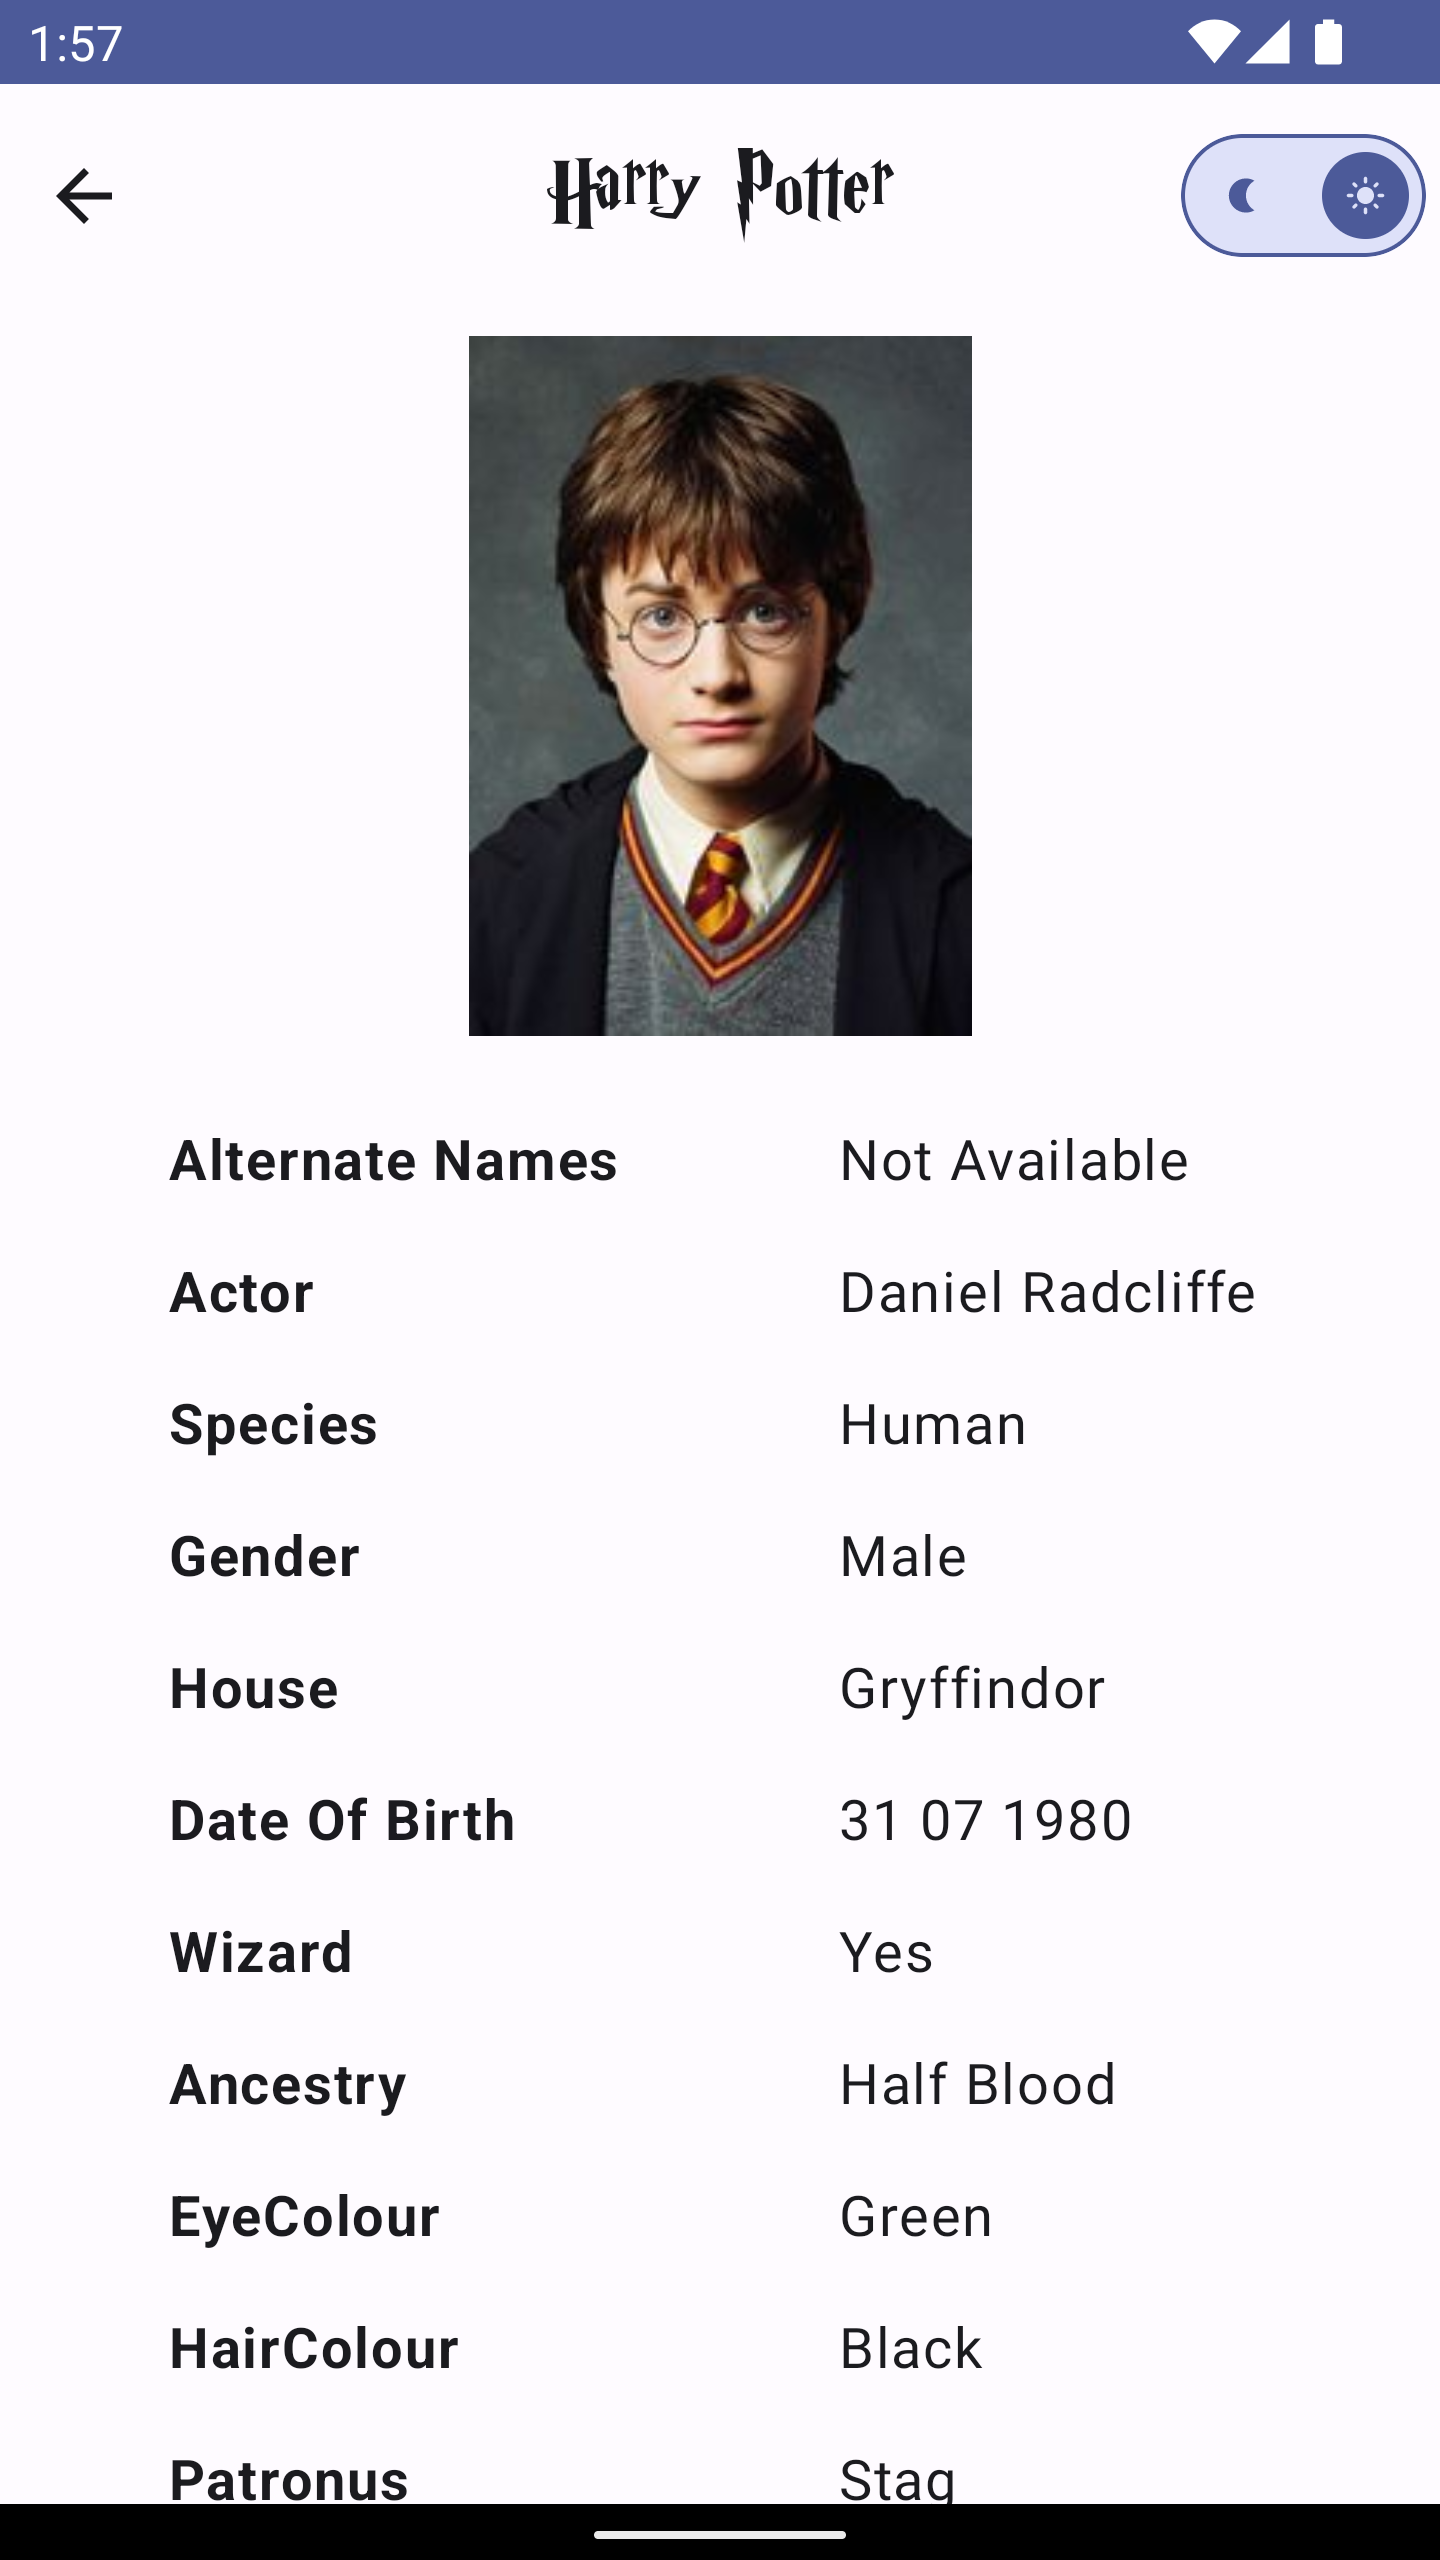 1:57
Harry Potter
Alternate Names Not Available
Actor Daniel Radcliffe
Species Human
Gender Male
House Gryffindor
Date Of Birth 31 07 1980
Wizard Yes
Ancestry Half Blood
EyeColour Green
HairColour Black
Patronus Stag